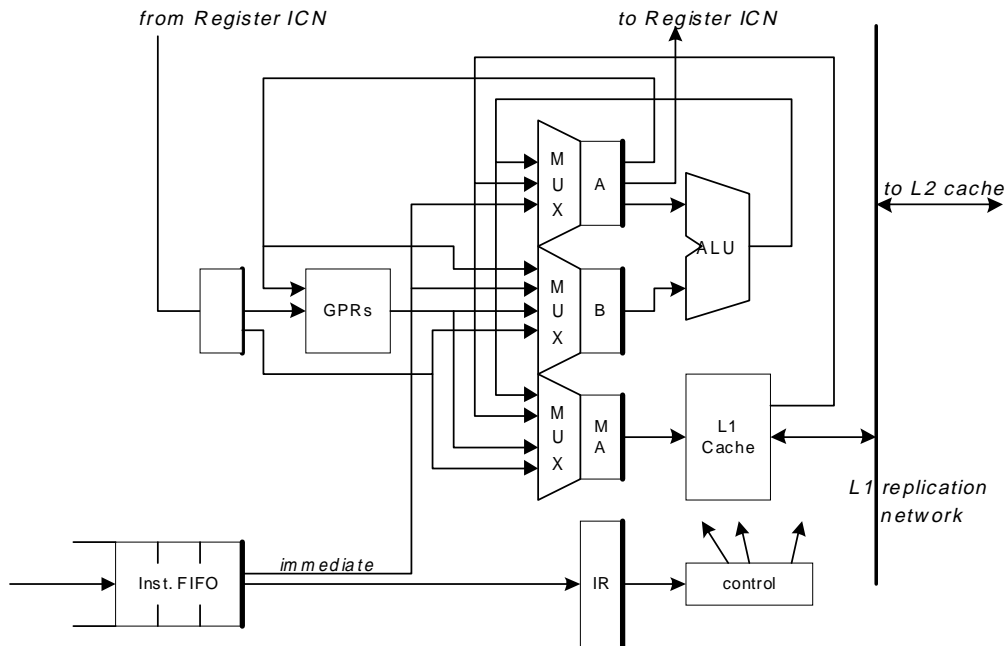 from Register ICN
to Register ICN
M
U
X
A
to L2 cache
ALU
GPRs
M
U
X
B
M
U
X
M
A
L1
Cache
L1 replication
network
immediate
Inst. FIFO
IR
control